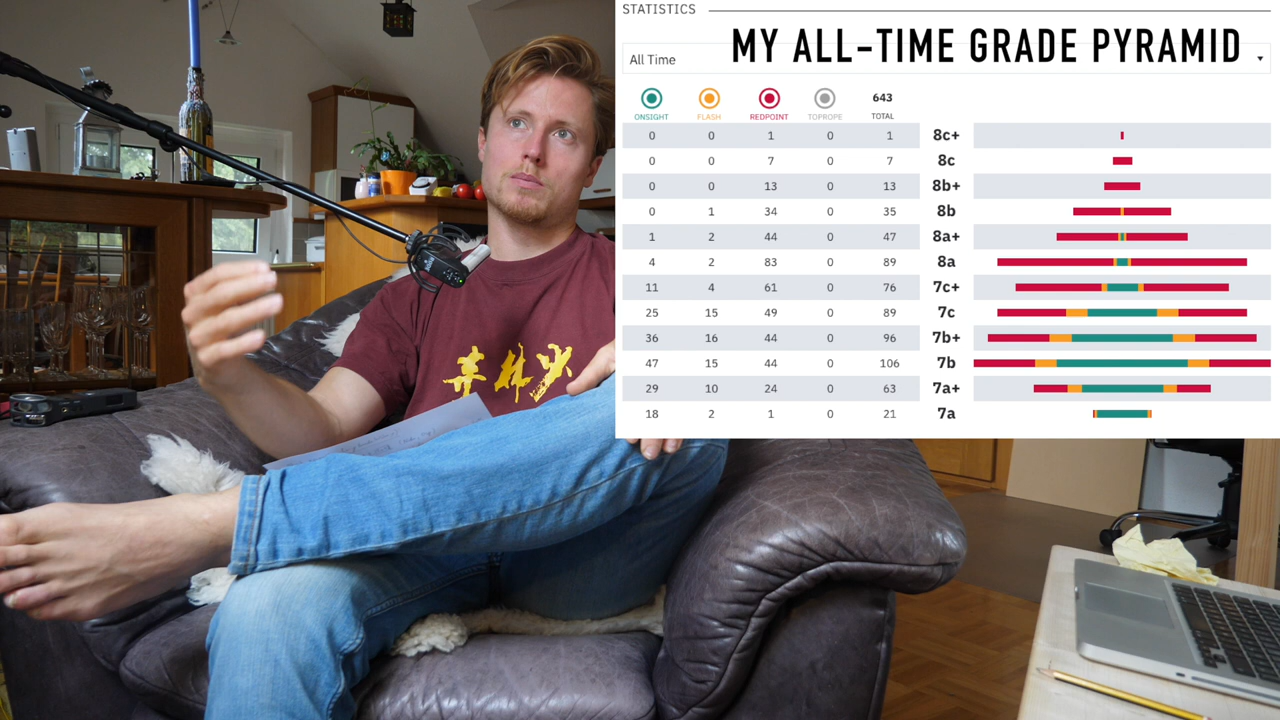 STATISTICS
MY ALL-TIME GRADE PYRAMID
All Time
ONSIGHT FLASH REDPOINT TOPROPE 643 TOTAL
0 0 1 0 1 8c+
0 0 7 0 7 8c
0 0 13 0 13 8b+
0 1 34 0 35 8b
1 2 44 0 47 8a+
4 2 83 0 89 8a
11 4 61 0 76 7c+
25 15 49 0 89 7c
36 16 44 0 96 7b+
47 15 44 0 106 7b
29 10 24 0 63 7a+
18 2 1 0 21 7a